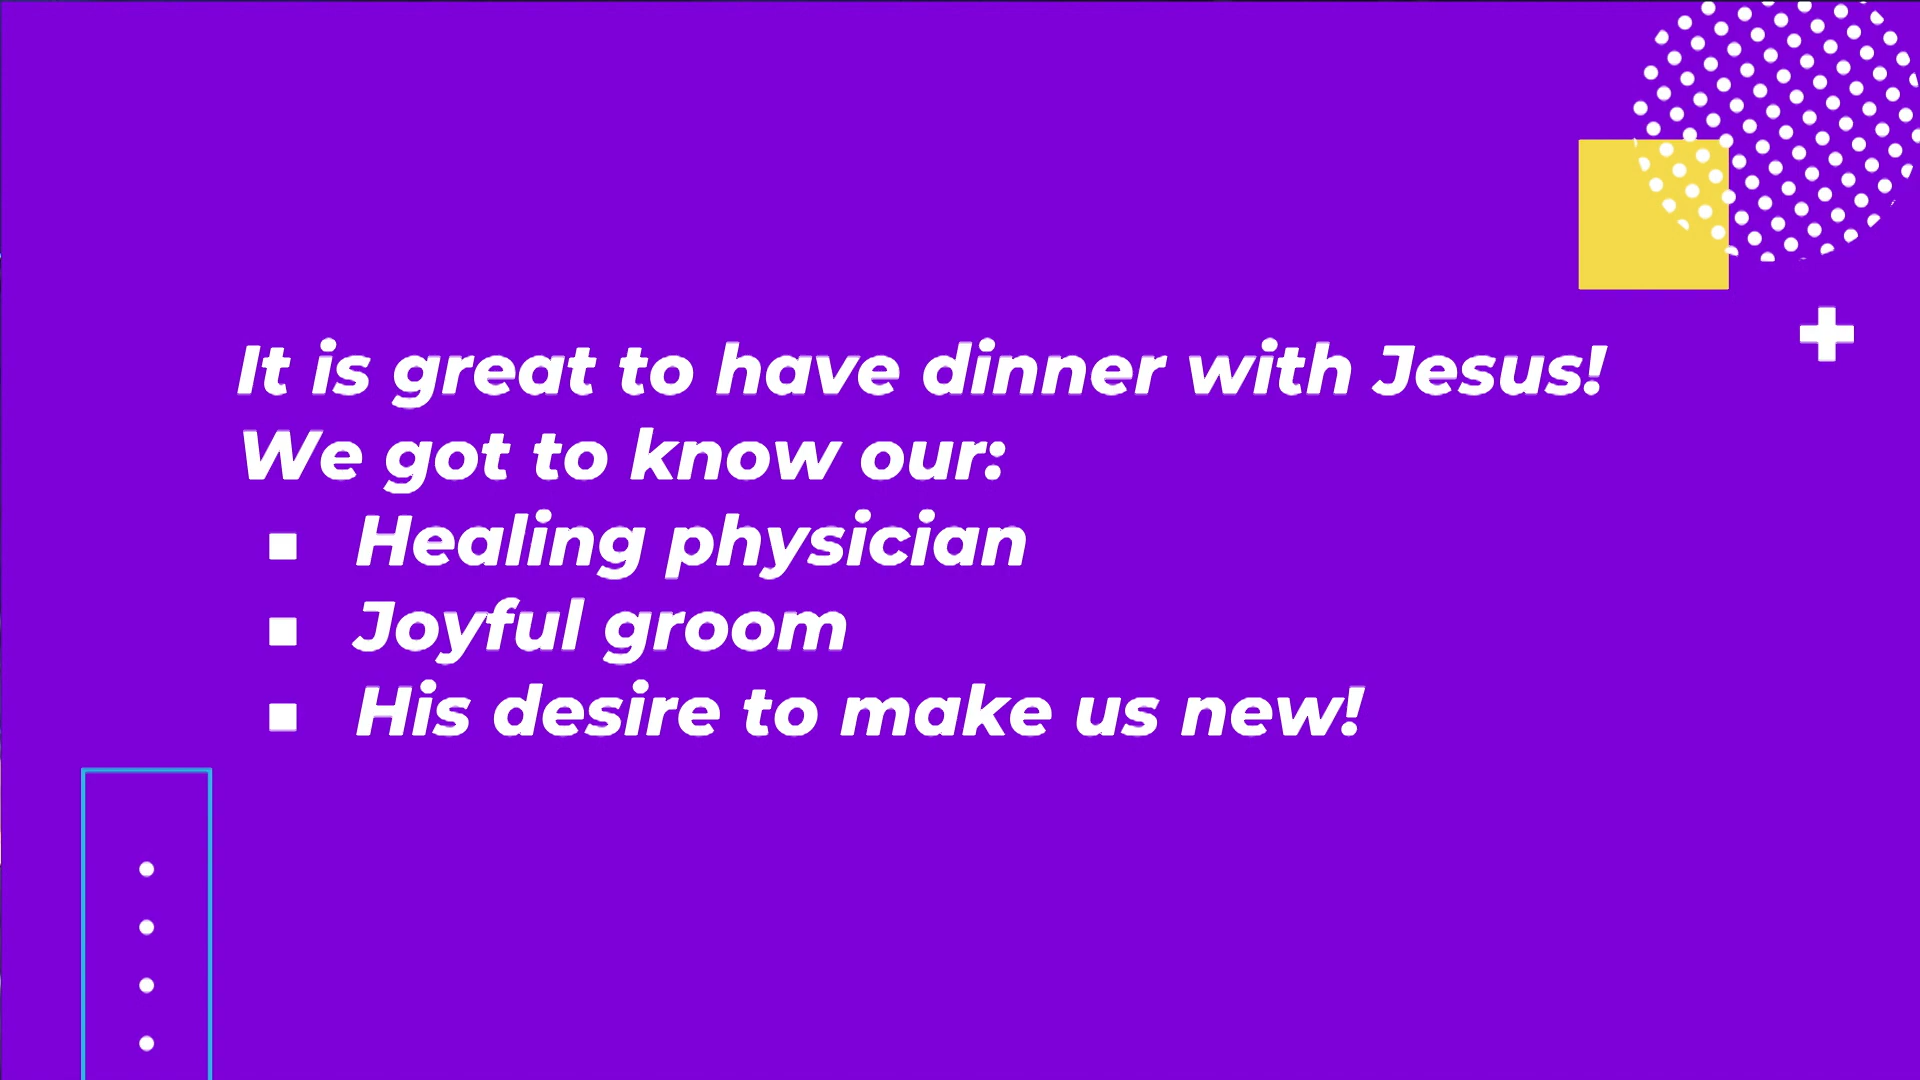 It is great to have dinner with Jesus!
We got to know our:
▪ Healing physician
▪ Joyful groom
▪ His desire to make us new!